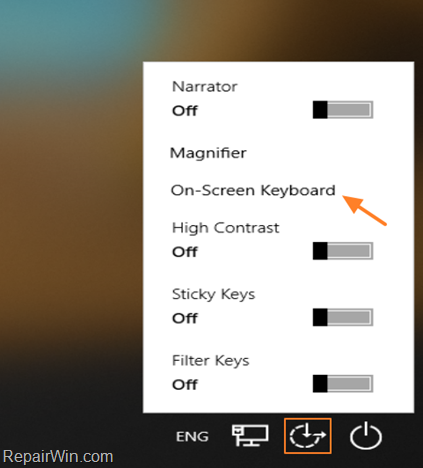 Narrator
Off
Magnifier
On-Screen Keyboard
High Contrast
Off
Sticky Keys
Off
Filter Keys
Off
ENG
RepairWin.com